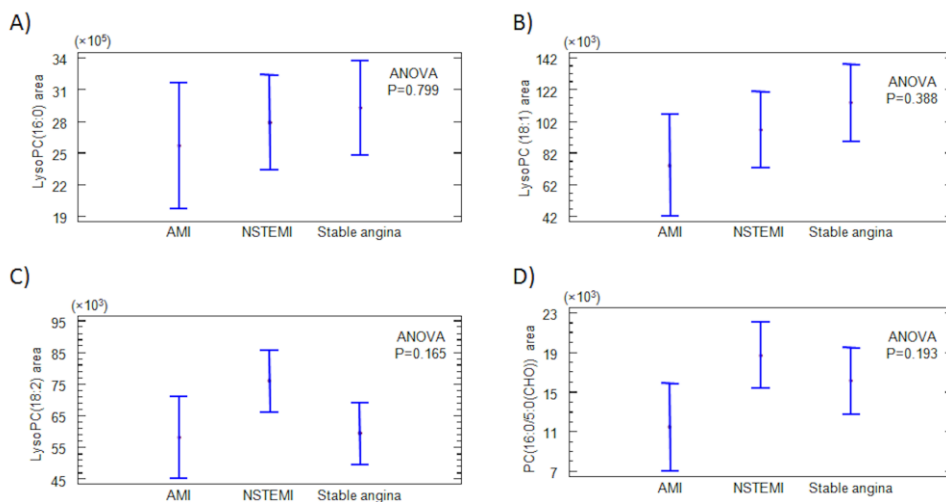 A)
(×10⁵)
34
31
28
25
22
19
LysoPC(16:0) area
ANOVA
P=0.799
AMI NSTEMI Stable angina
B)
(×10³)
142
122
102
82
62
42
LysoPC (18:1) area
ANOVA
P=0.388
AMI NSTEMI Stable angina
C)
(×10³)
95
85
75
65
55
45
LysoPC(18:2) area
ANOVA
P=0.165
AMI NSTEMI Stable angina
D)
(×10³)
23
19
15
11
7
PC(16:0/5:0(CHO)) area
ANOVA
P=0.193
AMI NSTEMI Stable angina